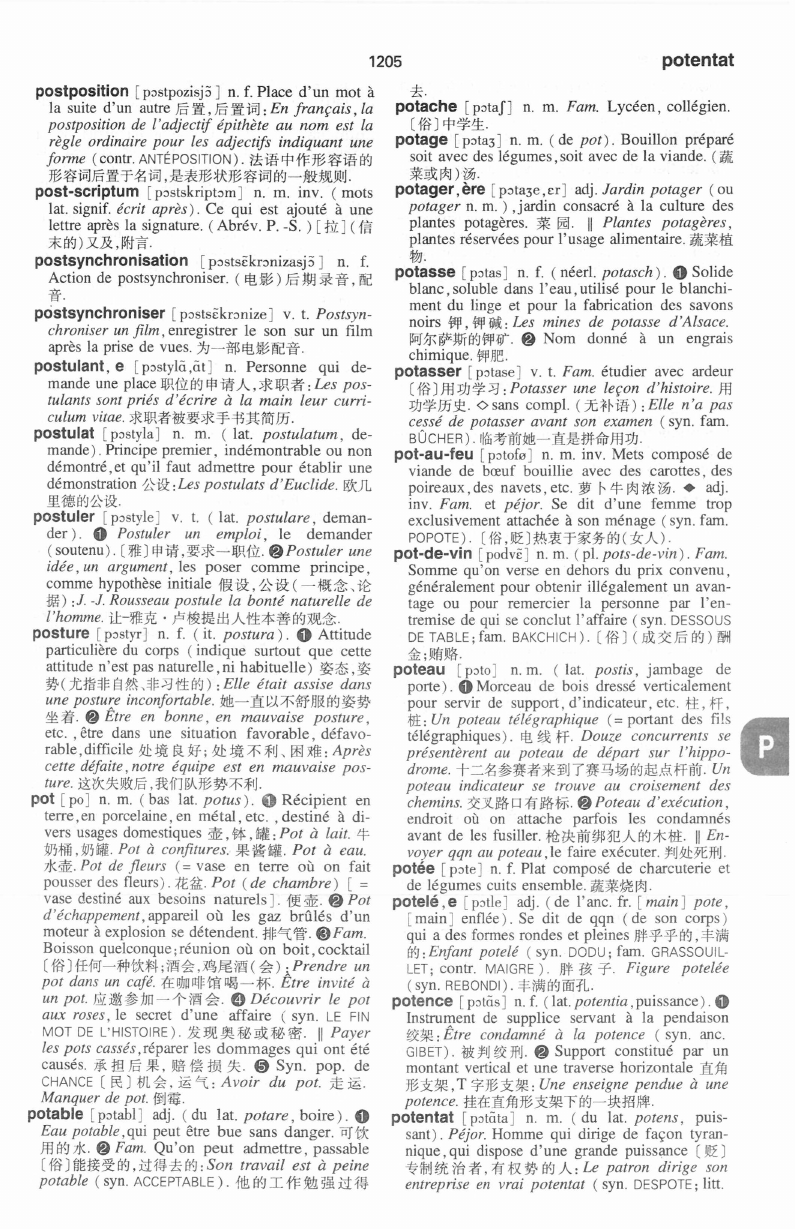 1205
potentat
postposition [pɔstpozisjɔ̃] n. f. Place d'un mot à
la suite d'un autre 后置,后置词:En français, la
postposition de l'adjectif épithète au nom est la
règle ordinaire pour les adjectifs indiquant une
forme (contr. ANTÉPOSITION). 法语中作形容语的
形容词后置于名词,是表形状形容词的一般规则.
post-scriptum [pɔstskriptɔm] n. m. inv. (mots
lat. signif. écrit après). Ce qui est ajouté à une
lettre après la signature. (Abrév. P. -S.) [拉](信
末的)又及,附言.
postsynchronisation [pɔstsɛ̃krɔnizasjɔ̃] n. f.
Action de postsynchroniser. (电影)后期录音,配
音.
postsynchroniser [pɔstsɛ̃krɔnize] v. t. Postsyn-
chroniser un film, enregistrer le son sur un film
après la prise de vues. 为一部电影配音.
postulant, e [pɔstylɑ̃,ɑ̃t] n. Personne qui de-
mande une place 职位的申请人,求职者:Les pos-
tulants sont priés d'écrire à la main leur curri-
culum vitae. 求职者被要求手书其简历.
postulat [pɔstyla] n. m. (lat. postulatum, de-
mande). Principe premier, indémontrable ou non
démontré, et qu'il faut admettre pour établir une
démonstration 公设:Les postulats d'Euclide. 欧几
里德的公设.
postuler [pɔstyle] v. t. (lat. postulare, deman-
der). ❶ Postuler un emploi, le demander
(soutenu). [雅]申请,要求一职位. ❷ Postuler une
idée, un argument, les poser comme principe,
comme hypothèse initiale 假设,公设(一概念、论
据):J. -J. Rousseau postule la bonté naturelle de
l'homme. 让-雅克·卢梭提出人性本善的观念.
posture [pɔstyr] n. f. (it. postura). ❶ Attitude
particulière du corps (indique surtout que cette
attitude n'est pas naturelle, ni habituelle) 姿态,姿
势(尤指非自然、非习性的):Elle était assise dans
une posture inconfortable. 她一直以不舒服的姿势
坐着. ❷ Être en bonne, en mauvaise posture,
etc., être dans une situation favorable, défavo-
rable, difficile 处境良好;处境不利、困难:Après
cette défaite, notre équipe est en mauvaise pos-
ture. 这次失败后,我们队形势不利.
pot [po] n. m. (bas lat. potus). ❶ Récipient en
terre, en porcelaine, en métal, etc., destiné à di-
vers usages domestiques 壶,钵,罐:Pot à lait. 牛
奶桶,奶罐. Pot à confitures. 果酱罐. Pot à eau.
水壶. Pot de fleurs (= vase en terre où on fait
pousser des fleurs). 花盆. Pot (de chambre) [=
vase destiné aux besoins naturels]. 便壶. ❷ Pot
d'échappement, appareil où les gaz brûlés d'un
moteur à explosion se détendent. 排气管. ❸ Fam.
Boisson quelconque; réunion où on boit, cocktail
[俗]任何一种饮料;酒会,鸡尾酒(会):Prendre un
pot dans un café. 在咖啡馆喝一杯. Être invité à
un pot. 应邀参加一个酒会. ❹ Découvrir le pot
aux roses, le secret d'une affaire (syn. LE FIN
MOT DE L'HISTOIRE). 发现奥秘或秘密. ‖ Payer
les pots cassés, réparer les dommages qui ont été
causés. 承担后果,赔偿损失. ❺ Syn. pop. de
CHANCE [民]机会,运气:Avoir du pot. 走运.
Manquer de pot. 倒霉.
potable [pɔtabl] adj. (du lat. potare, boire). ❶
Eau potable, qui peut être bue sans danger. 可饮
用的水. ❷ Fam. Qu'on peut admettre, passable
[俗]能接受的,过得去的:Son travail est à peine
potable (syn. ACCEPTABLE). 他的工作勉强过得
去.
potache [pɔtaʃ] n. m. Fam. Lycéen, collégien.
[俗]中学生.
potage [pɔtaʒ] n. m. (de pot). Bouillon préparé
soit avec des légumes, soit avec de la viande. (蔬
菜或肉)汤.
potager, ère [pɔtaʒe,ɛr] adj. Jardin potager (ou
potager n. m.), jardin consacré à la culture des
plantes potagères. 菜园. ‖ Plantes potagères,
plantes réservées pour l'usage alimentaire. 蔬菜植
物.
potasse [pɔtas] n. f. (néerl. potasch). ❶ Solide
blanc, soluble dans l'eau, utilisé pour le blanchi-
ment du linge et pour la fabrication des savons
noirs 钾,钾碱:Les mines de potasse d'Alsace.
阿尔萨斯的钾矿. ❷ Nom donné à un engrais
chimique. 钾肥.
potasser [pɔtase] v. t. Fam. étudier avec ardeur
[俗]用功学习:Potasser une leçon d'histoire. 用
功学历史. ◇ sans compl. (无补语):Elle n'a pas
cessé de potasser avant son examen (syn. fam.
BÛCHER). 临考前她一直是拼命用功.
pot-au-feu [pɔtofø] n. m. inv. Mets composé de
viande de bœuf bouillie avec des carottes, des
poireaux, des navets, etc. 萝卜牛肉浓汤. ◆ adj.
inv. Fam. et péjor. Se dit d'une femme trop
exclusivement attachée à son ménage (syn. fam.
POPOTE). [俗,贬]热衷于家务的(女人).
pot-de-vin [podvɛ̃] n. m. (pl. pots-de-vin). Fam.
Somme qu'on verse en dehors du prix convenu,
généralement pour obtenir illégalement un avan-
tage ou pour remercier la personne par l'en-
tremise de qui se conclut l'affaire (syn. DESSOUS
DE TABLE; fam. BAKCHICH). [俗](成交后的)酬
金;贿赂.
poteau [pɔto] n. m. (lat. postis, jambage de
porte). ❶ Morceau de bois dressé verticalement
pour servir de support, d'indicateur, etc. 柱,杆,
桩:Un poteau télégraphique (= portant des fils
télégraphiques). 电线杆. Douze concurrents se
présentèrent au poteau de départ sur l'hippo-
drome. 十二名参赛者来到了赛马场的起点杆前. Un
poteau indicateur se trouve au croisement des
chemins. 交叉路口有路标. ❷ Poteau d'exécution,
endroit où on attache parfois les condamnés
avant de les fusiller. 枪决前绑犯人的木桩. ‖ En-
voyer qqn au poteau, le faire exécuter. 判处死刑.
potée [pɔte] n. f. Plat composé de charcuterie et
de légumes cuits ensemble. 蔬菜烧肉.
potelé, e [pɔtle] adj. (de l'anc. fr. [main] pote,
[main] enflée). Se dit de qqn (de son corps)
qui a des formes rondes et pleines 胖乎乎的,丰满
的:Enfant potelé (syn. DODU; fam. GRASSOUIL-
LET; contr. MAIGRE). 胖孩子. Figure potelée
(syn. REBONDI). 丰满的面孔.
potence [pɔtɑ̃s] n. f. (lat. potentia, puissance). ❶
Instrument de supplice servant à la pendaison
绞架:Être condamné à la potence (syn. anc.
GIBET). 被判绞刑. ❷ Support constitué par un
montant vertical et une traverse horizontale 直角
形支架,T字形支架:Une enseigne pendue à une
potence. 挂在直角形支架下的一块招牌.
potentat [pɔtɑ̃ta] n. m. (du lat. potens, puis-
sant). Péjor. Homme qui dirige de façon tyran-
nique, qui dispose d'une grande puissance [贬]
专制统治者,有权势的人:Le patron dirige son
entreprise en vrai potentat (syn. DESPOTE; litt.
P